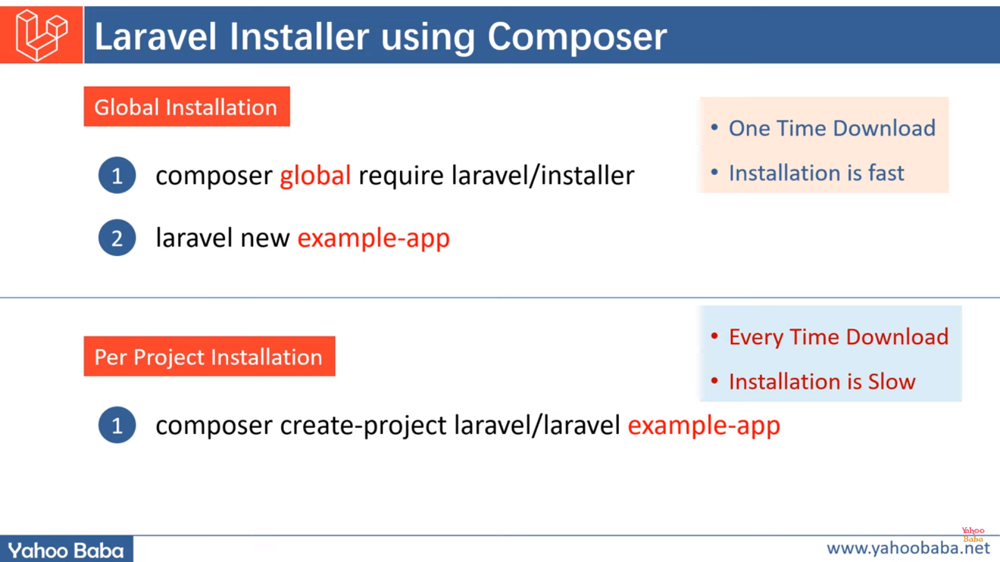 Laravel Installer using Composer
Global Installation
• One Time Download
• Installation is fast
1 composer global require laravel/installer
2 laravel new example-app
Per Project Installation
• Every Time Download
• Installation is Slow
1 composer create-project laravel/laravel example-app
Yahoo Baba
Yahoo
Baba
www.yahoobaba.net